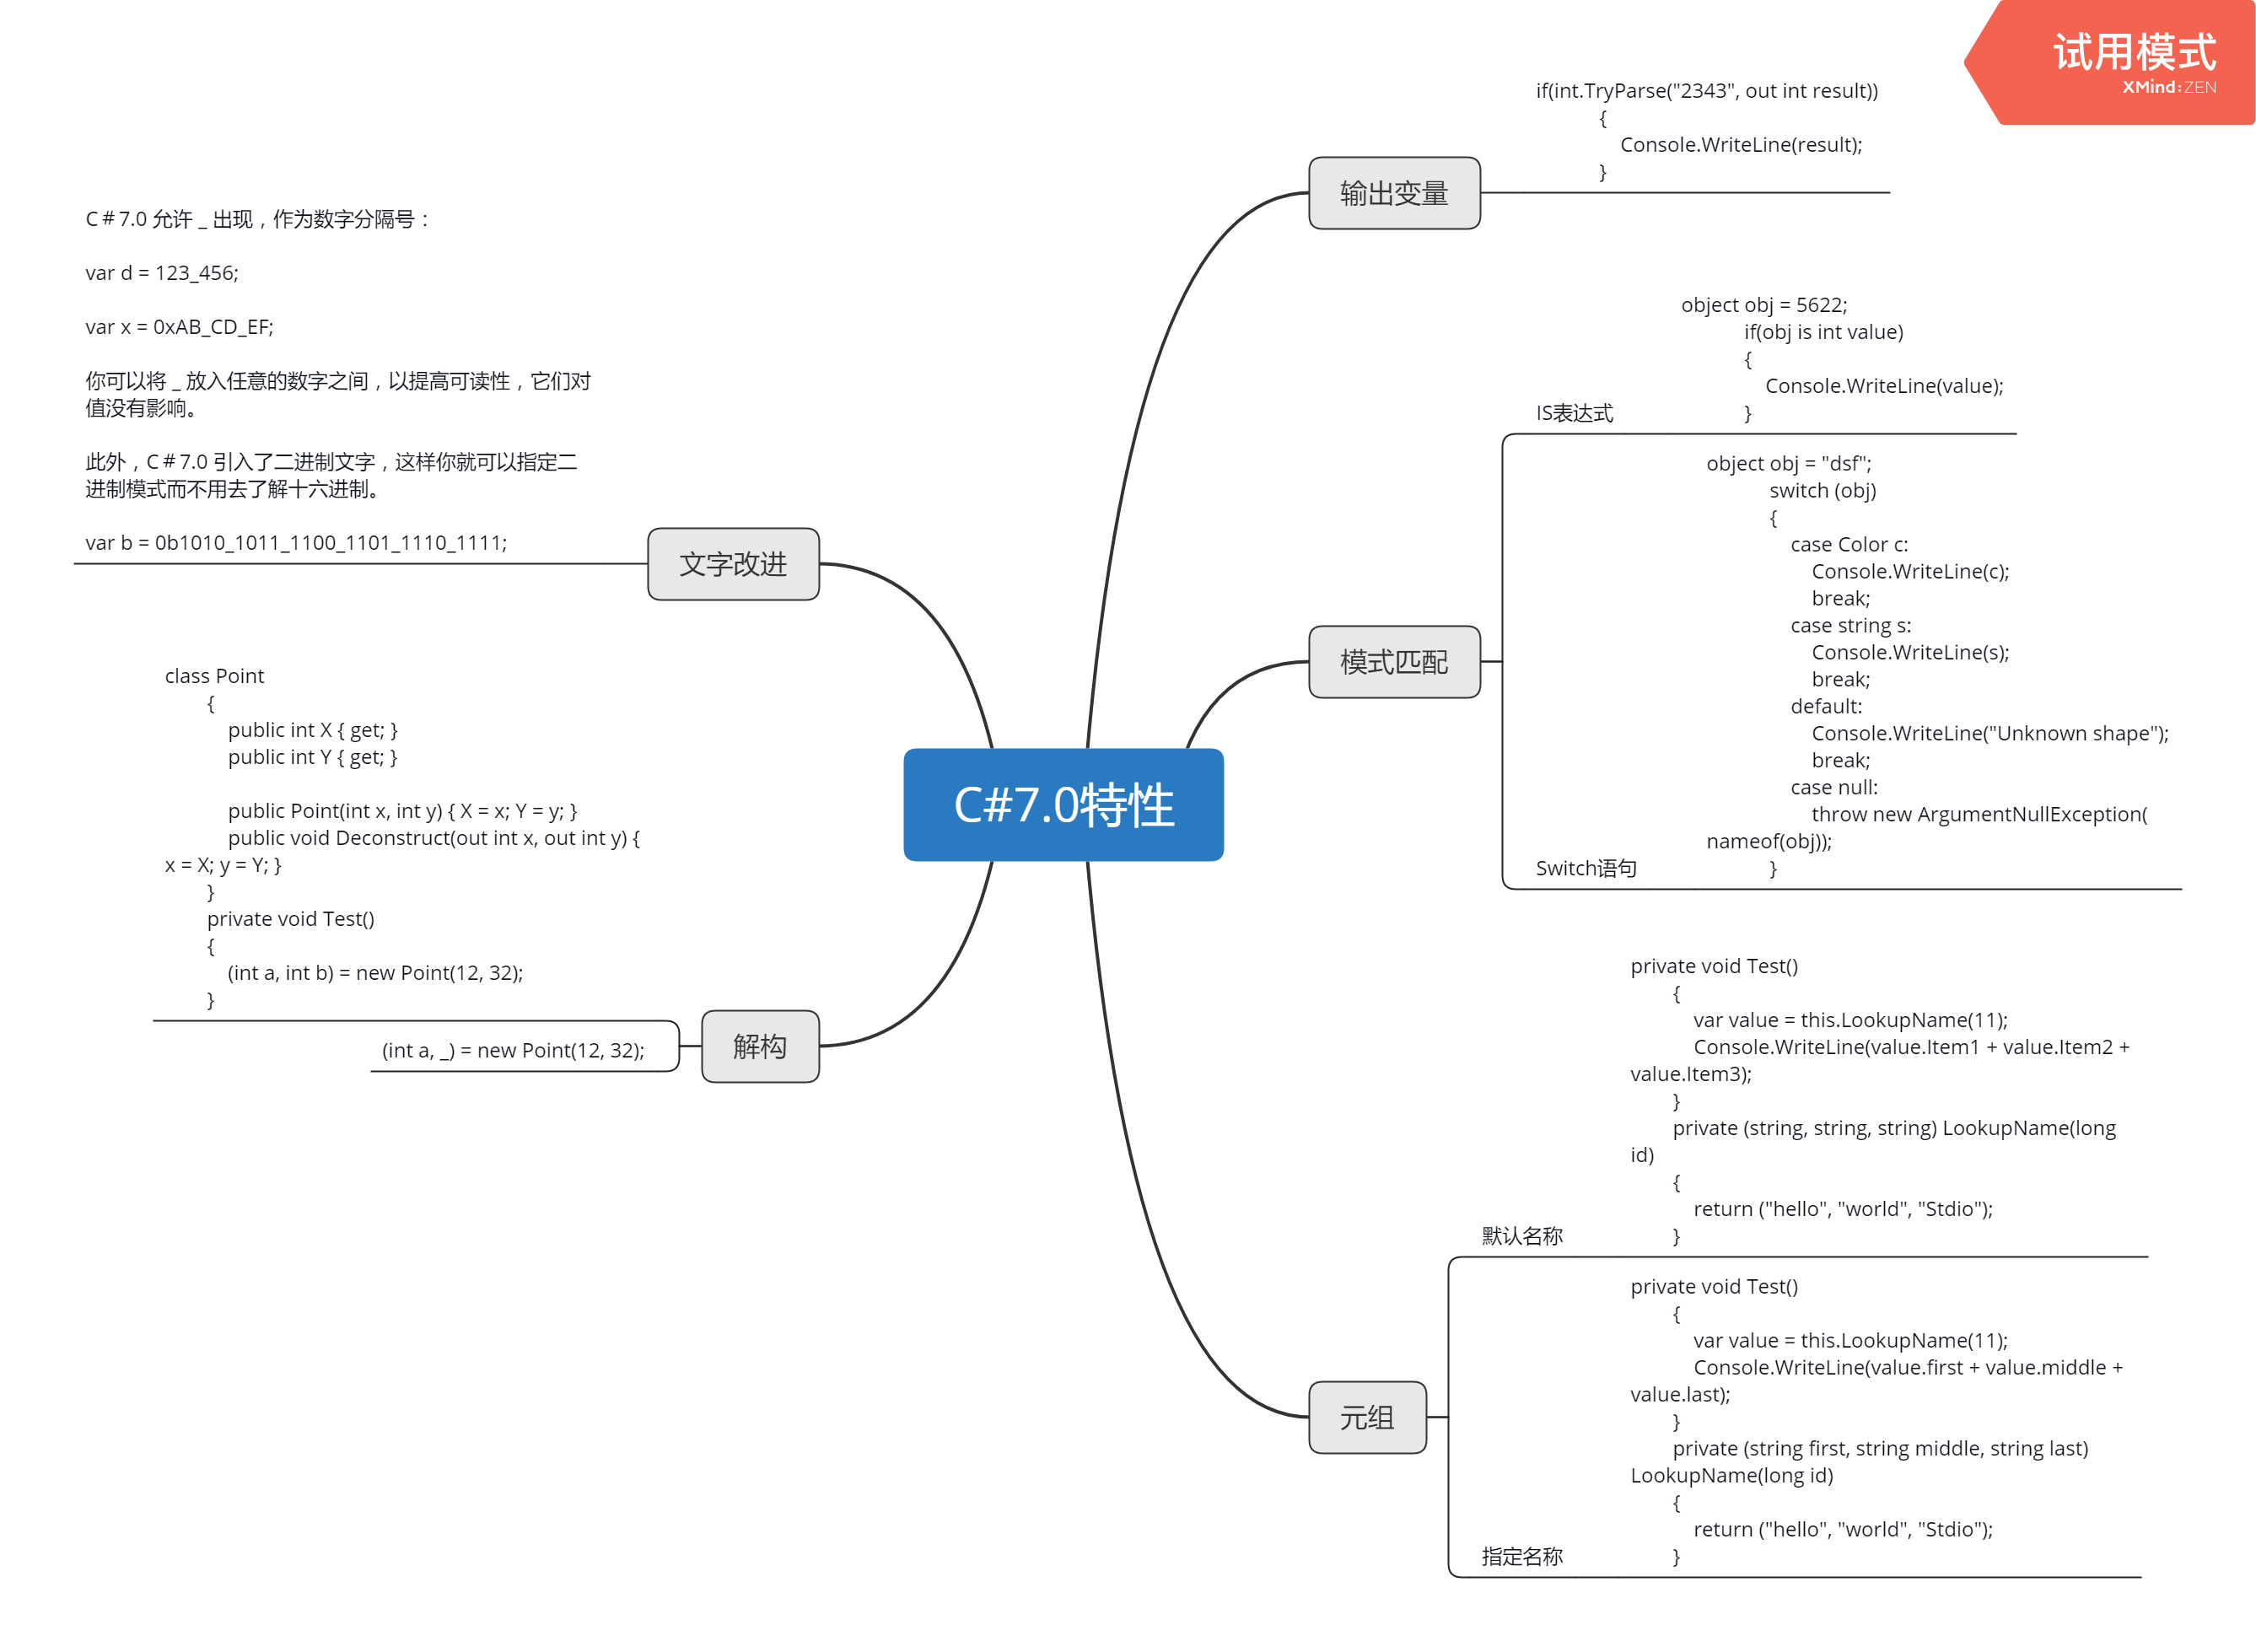 试用模式
XMind:ZEN
C#7.0特性
输出变量
if(int.TryParse("2343", out int result))
{
Console.WriteLine(result);
}
模式匹配
IS表达式
object obj = 5622;
if(obj is int value)
{
Console.WriteLine(value);
}
Switch语句
object obj = "dsf";
switch (obj)
{
case Color c:
Console.WriteLine(c);
break;
case string s:
Console.WriteLine(s);
break;
default:
Console.WriteLine("Unknown shape");
break;
case null:
throw new ArgumentNullException(
nameof(obj));
}
元组
默认名称
private void Test()
{
var value = this.LookupName(11);
Console.WriteLine(value.Item1 + value.Item2 +
value.Item3);
}
private (string, string, string) LookupName(long
id)
{
return ("hello", "world", "Stdio");
}
指定名称
private void Test()
{
var value = this.LookupName(11);
Console.WriteLine(value.first + value.middle +
value.last);
}
private (string first, string middle, string last)
LookupName(long id)
{
return ("hello", "world", "Stdio");
}
文字改进
C＃7.0 允许 _ 出现，作为数字分隔号：
var d = 123_456;
var x = 0xAB_CD_EF;
你可以将 _ 放入任意的数字之间，以提高可读性，它们对
值没有影响。
此外，C＃7.0 引入了二进制文字，这样你就可以指定二
进制模式而不用去了解十六进制。
var b = 0b1010_1011_1100_1101_1110_1111;
解构
class Point
{
public int X { get; }
public int Y { get; }
public Point(int x, int y) { X = x; Y = y; }
public void Deconstruct(out int x, out int y) {
x = X; y = Y; }
}
private void Test()
{
(int a, int b) = new Point(12, 32);
}
(int a, _) = new Point(12, 32);